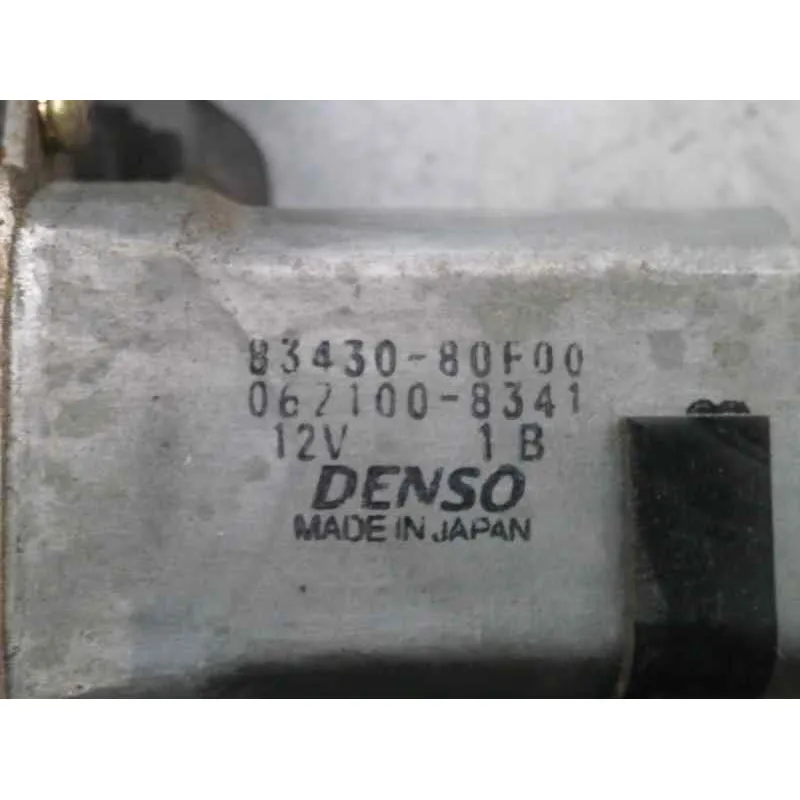 83430-80F00
062100-8341
12V 1B
DENSO
MADE IN JAPAN